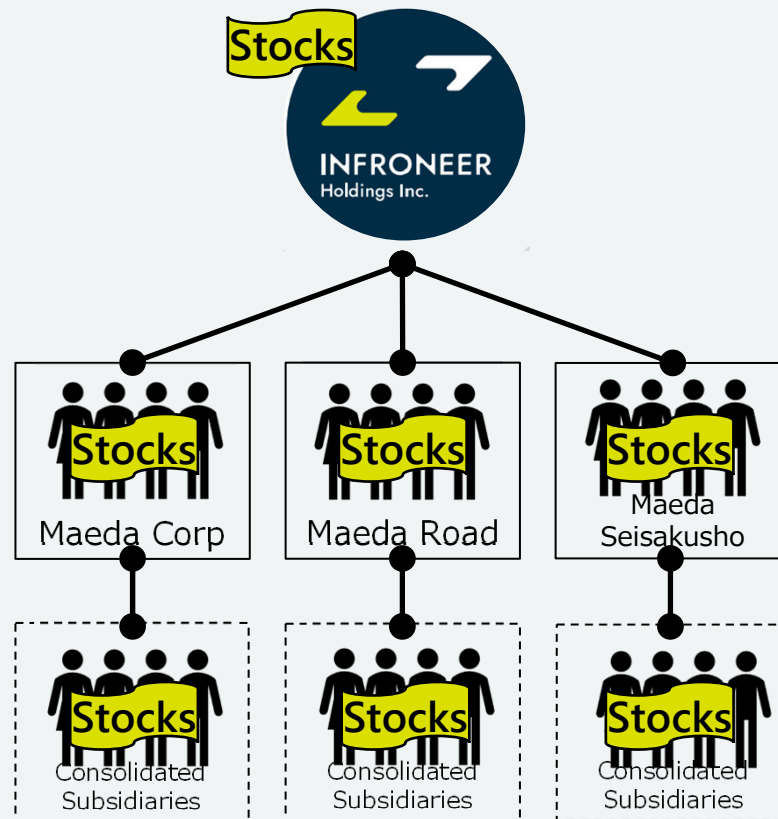 Stocks
INFRONEER
Holdings Inc.
Stocks
Stocks
Stocks
Maeda Corp
Maeda Road
Maeda
Seisakusho
Stocks
Stocks
Stocks
Consolidated
Subsidiaries
Consolidated
Subsidiaries
Consolidated
Subsidiaries